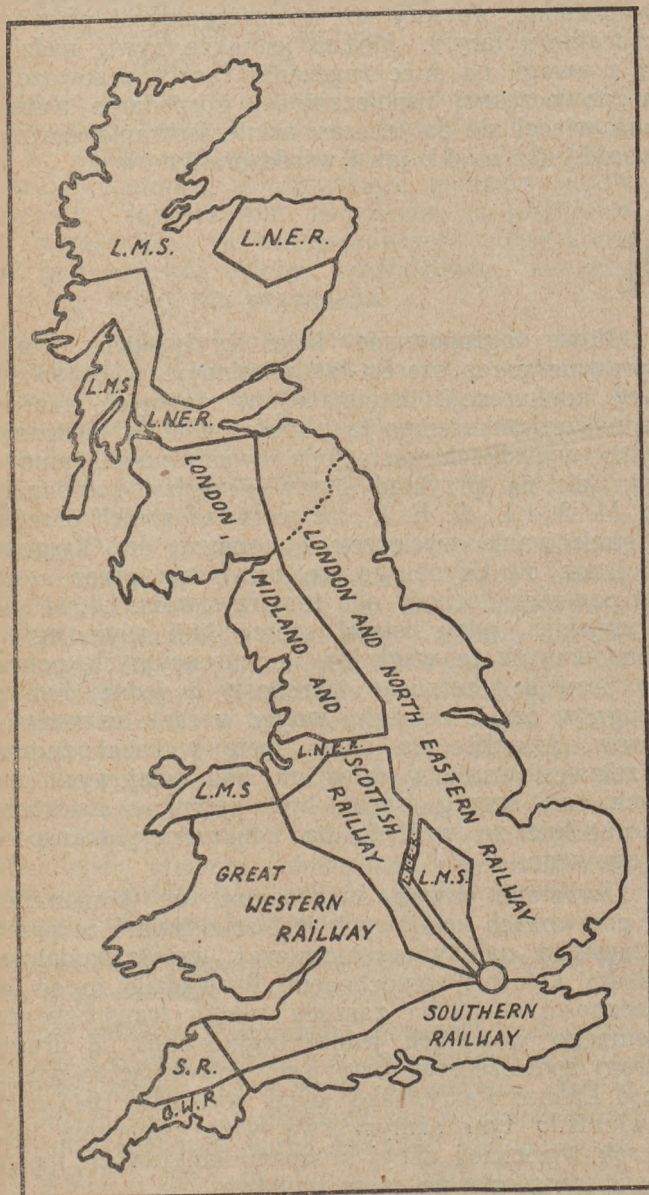 L.M.S.
L.N.E.R.
L.M.S
L.N.E.R.
LONDON,
MIDLAND AND
SCOTTISH
RAILWAY
LONDON AND NORTH EASTERN RAILWAY
L.N.E.R.
L.M.S
L.M.S.
GREAT
WESTERN
RAILWAY
SOUTHERN
RAILWAY
S.R.
G.W.R